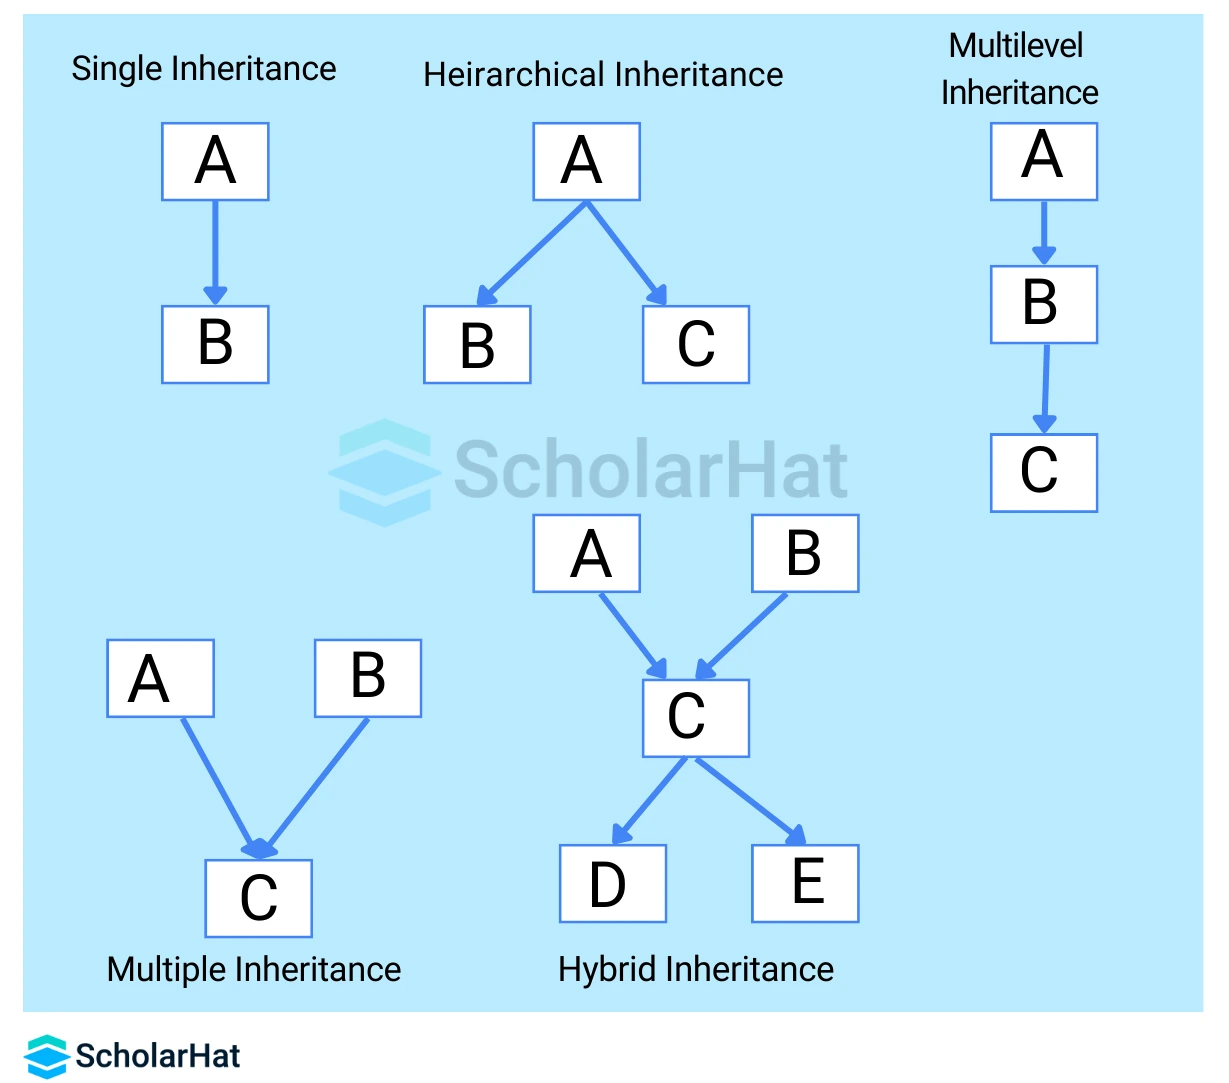 Single Inheritance
A
B
Heirarchical Inheritance
A
B
C
Multilevel
Inheritance
A
B
C
ScholarHat
A
B
C
Multiple Inheritance
A
B
C
D
E
Hybrid Inheritance
ScholarHat